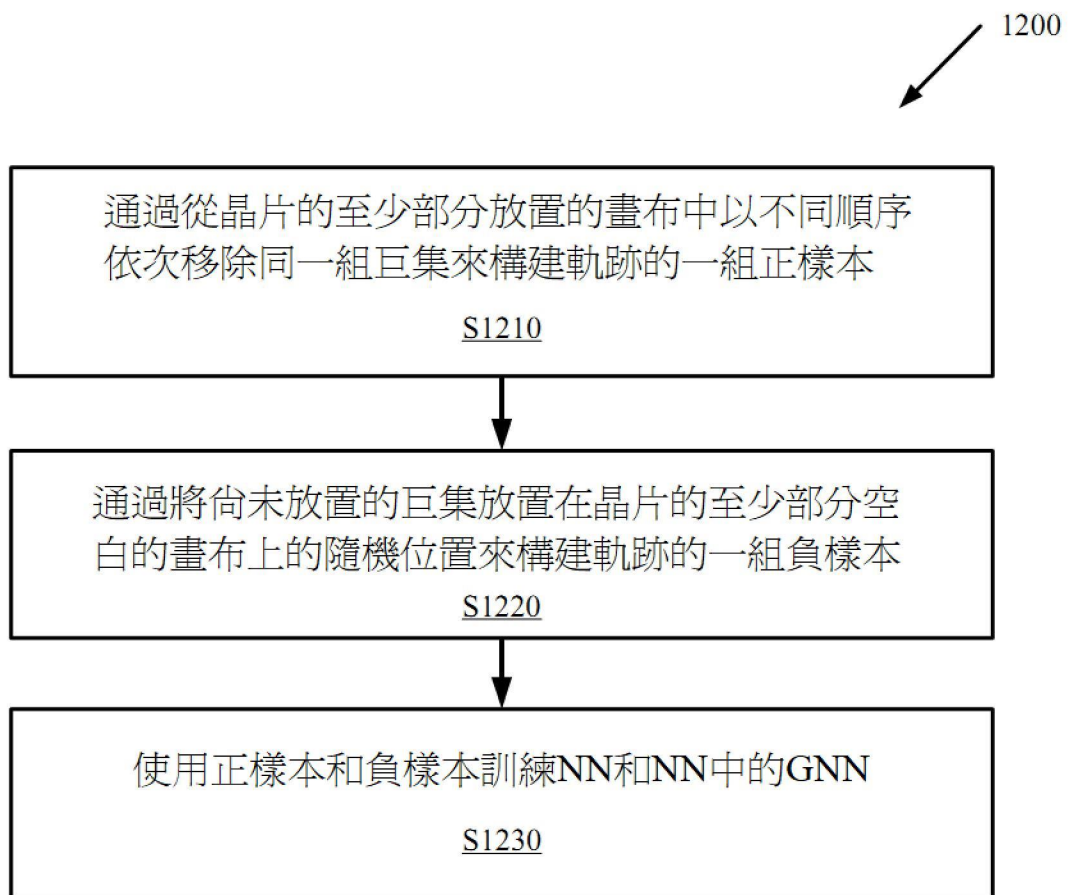 1200
通過從晶片的至少部分放置的畫布中以不同順序
依次移除同一組巨集來構建軌跡的一組正樣本
S1210
通過將尚未放置的巨集放置在晶片的至少部分空
白的畫布上的隨機位置來構建軌跡的一組負樣本
S1220
使用正樣本和負樣本訓練NN和NN中的GNN
S1230